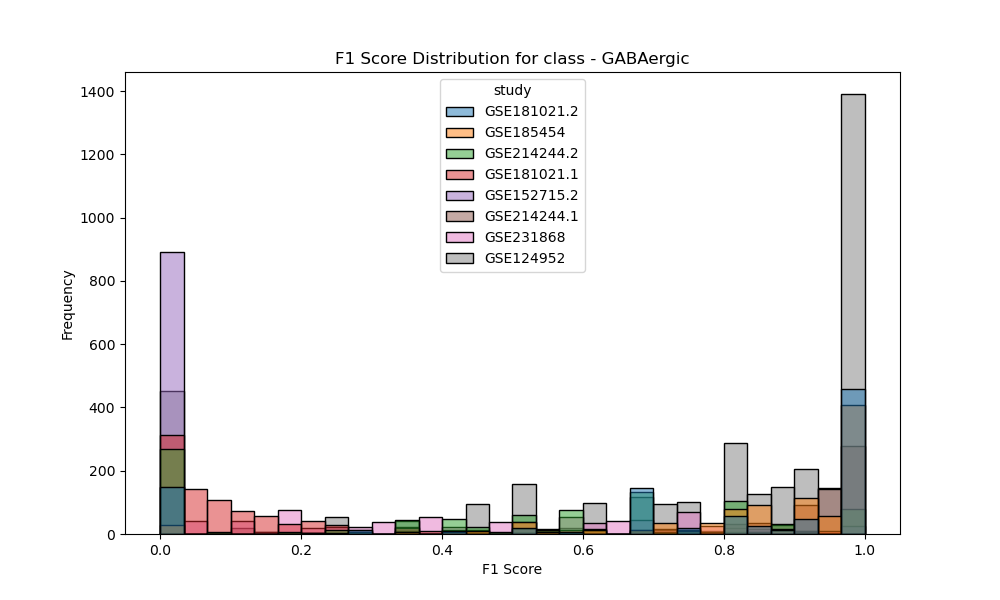 F1 Score Distribution for class - GABAergic
study
GSE181021.2
GSE185454
GSE214244.2
GSE181021.1
GSE152715.2
GSE214244.1
GSE231868
GSE124952
1400
1200
1000
800
600
400
200
0
Frequency
0.0 0.2 0.4 0.6 0.8 1.0
F1 Score